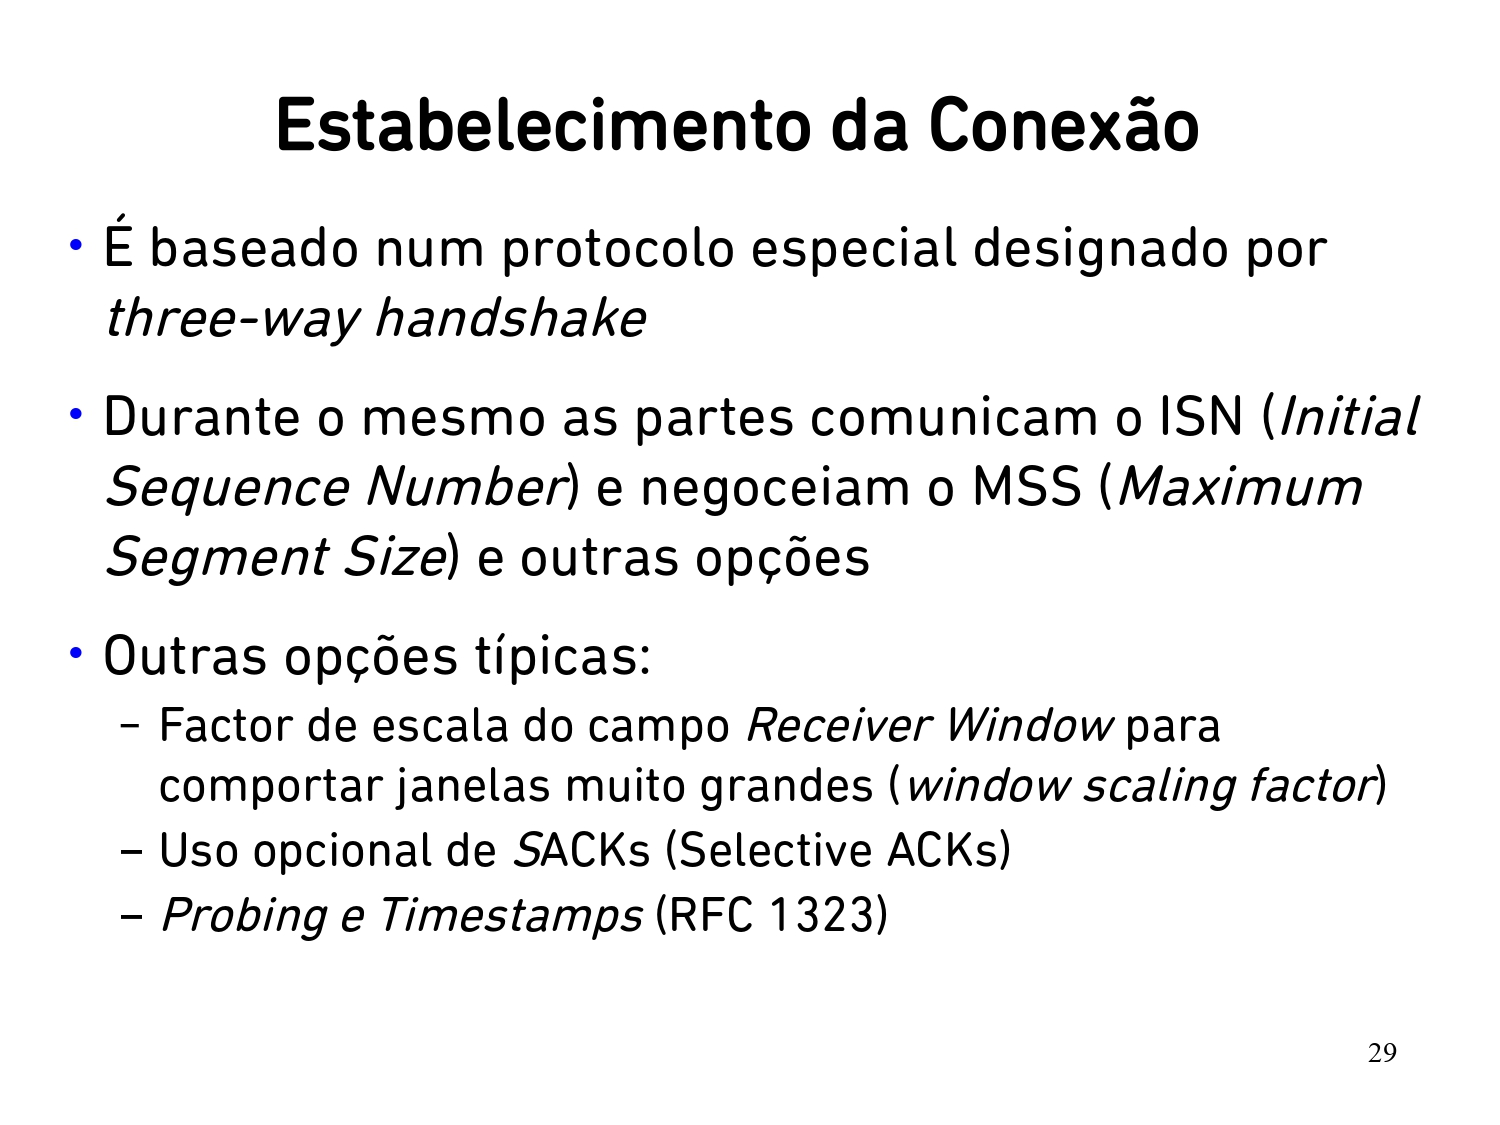 Estabelecimento da Conexão
• É baseado num protocolo especial designado por
three-way handshake
• Durante o mesmo as partes comunicam o ISN (Initial
Sequence Number) e negoceiam o MSS (Maximum
Segment Size) e outras opções
• Outras opções típicas:
– Factor de escala do campo Receiver Window para
comportar janelas muito grandes (window scaling factor)
– Uso opcional de SACKs (Selective ACKs)
– Probing e Timestamps (RFC 1323)
29